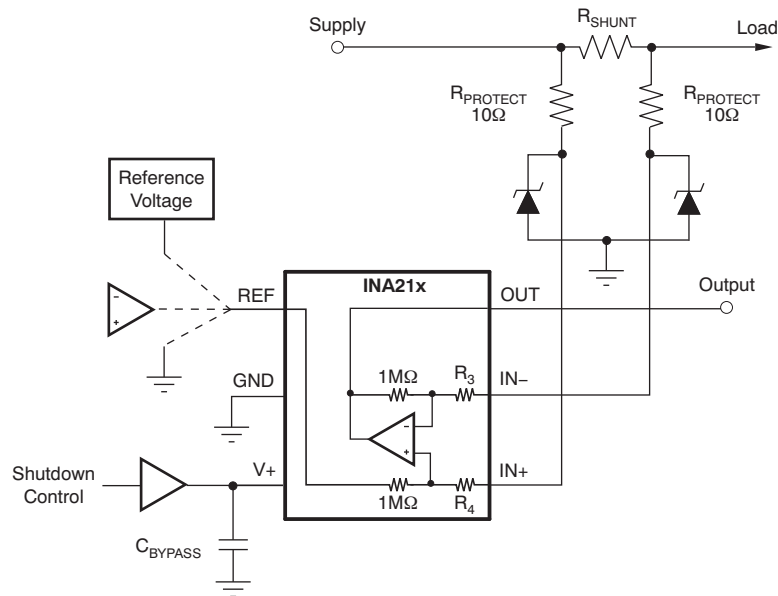 Supply
R_SHUNT
Load
R_PROTECT
10Ω
R_PROTECT
10Ω
Reference
Voltage
INA21x
REF
OUT
Output
-
+
GND
1MΩ
R_3
IN-
-
+
Shutdown
Control
V+
IN+
1MΩ
R_4
C_BYPASS